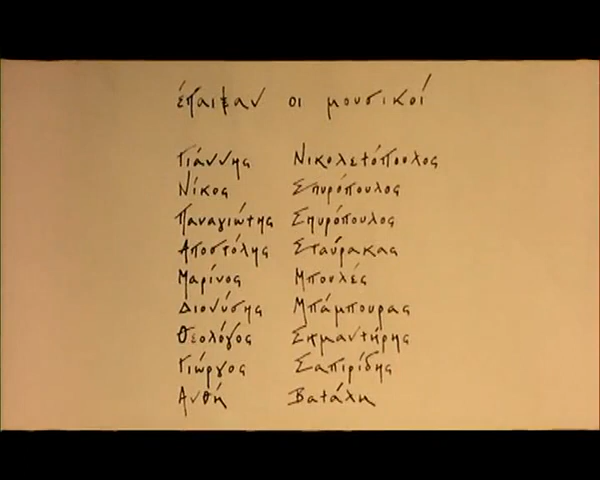 έπαιξαν οι μουσικοί
Γιάννης Νικολετόπουλος
Νίκος Σπυρόπουλος
Παναγιώτης Σπυρόπουλος
Αποστόλης Σταύρακας
Μαρίνος Μπουλές
Διονύσης Μπάμπουρας
Θεολόγος Σκμαντήρης
Γιώργος Σαπιρίδης
Ανθή Βατάλη